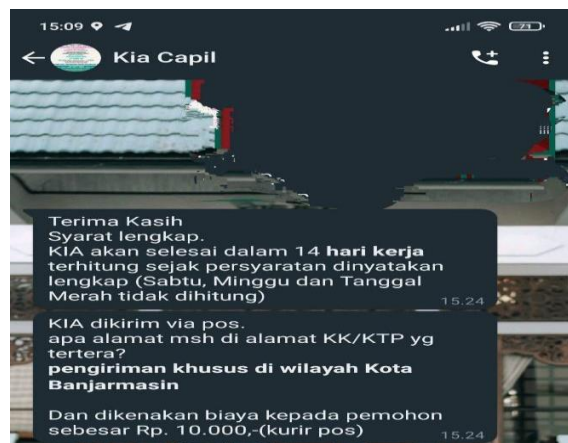 15:09
71
Kia Capil
Terima Kasih
Syarat lengkap.
KIA akan selesai dalam 14 hari kerja
terhitung sejak persyaratan dinyatakan
lengkap (Sabtu, Minggu dan Tanggal
Merah tidak dihitung)
15.24
KIA dikirim via pos.
apa alamat msh di alamat KK/KTP yg
tertera?
pengiriman khusus di wilayah Kota
Banjarmasin
Dan dikenakan biaya kepada pemohon
sebesar Rp. 10.000,-(kurir pos)
15.24